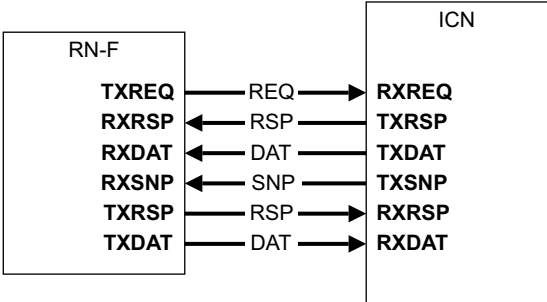 ICN
RN-F
TXREQ REQ RXREQ
RXRSP RSP TXRSP
RXDAT DAT TXDAT
RXSNP SNP TXSNP
TXRSP RSP RXRSP
TXDAT DAT RXDAT